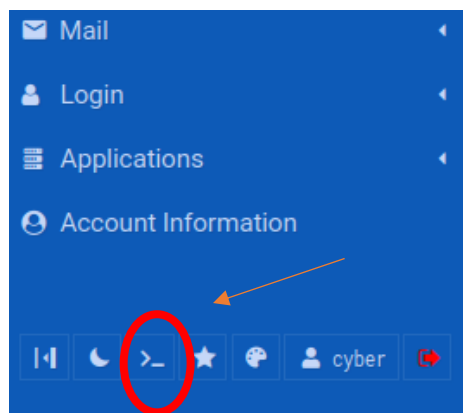 Mail
Login
Applications
Account Information
>_ cyber